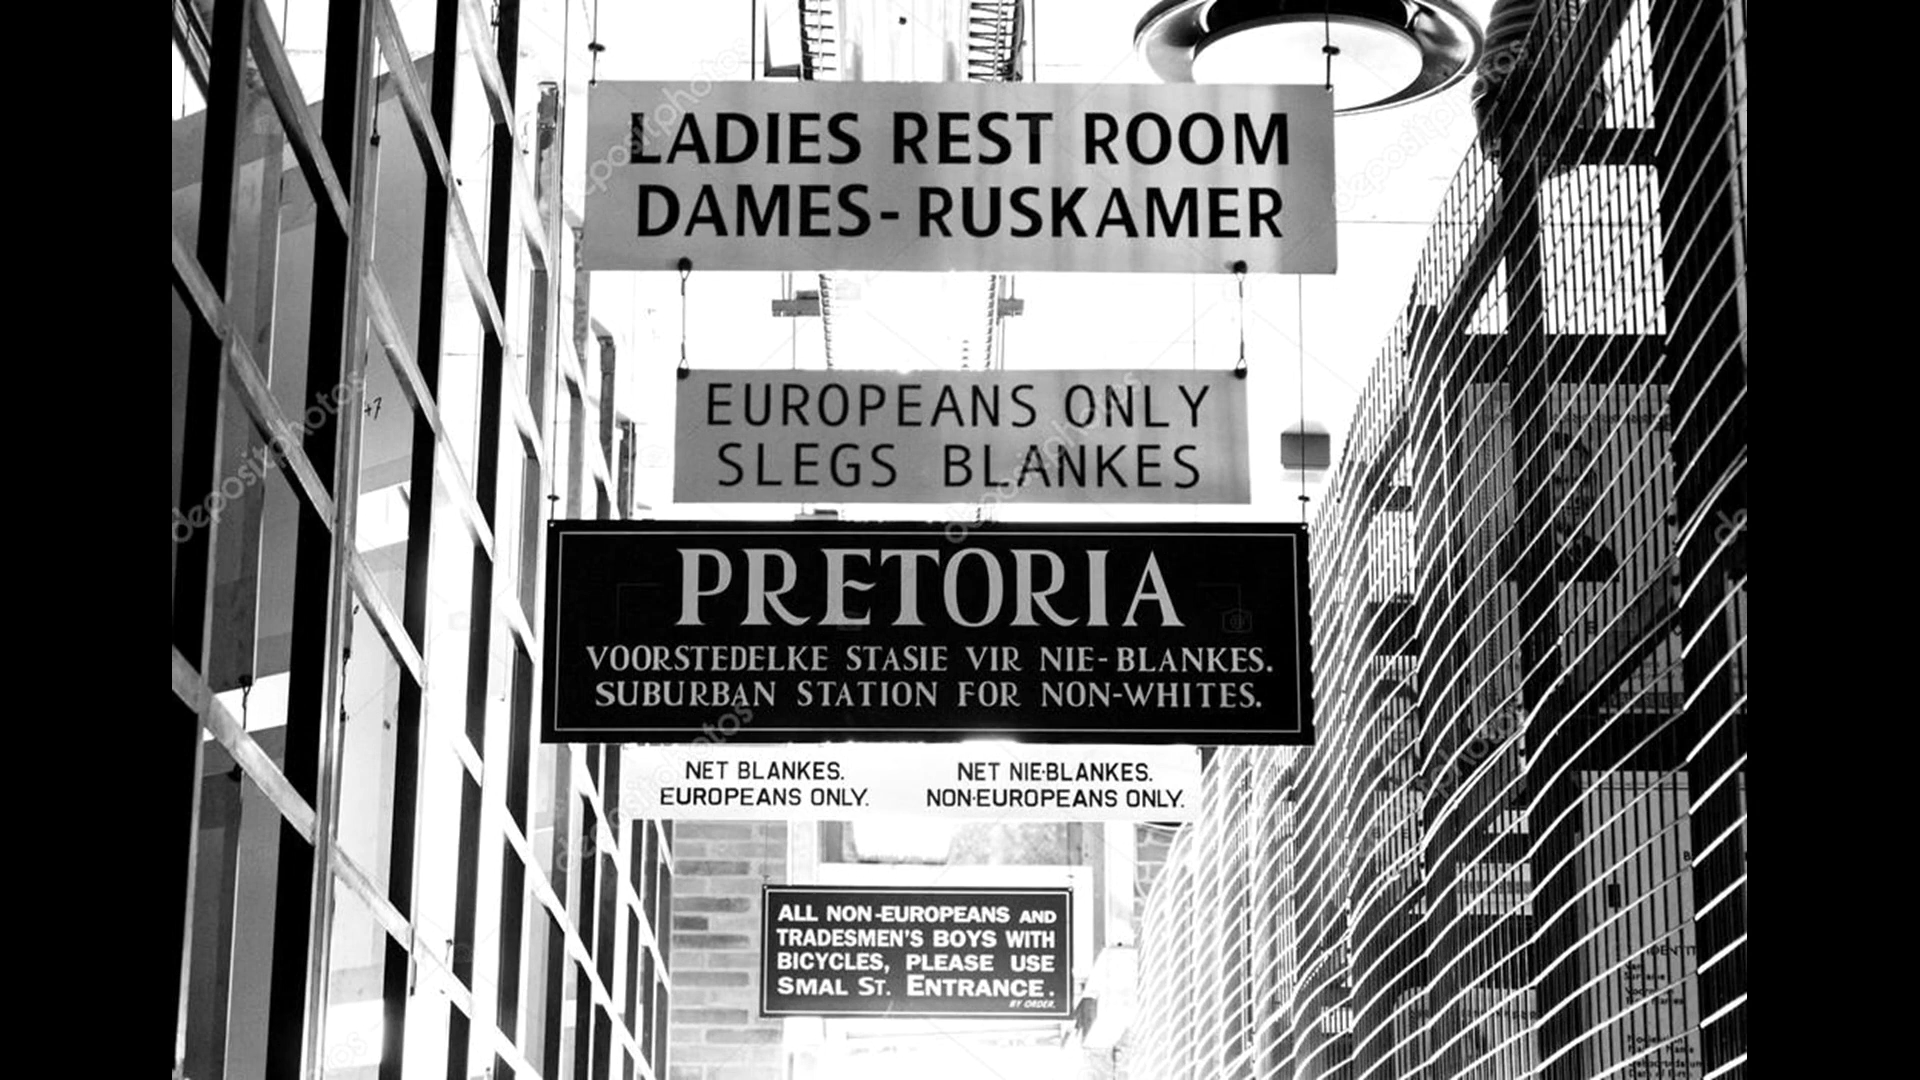 LADIES REST ROOM
DAMES-RUSKAMER
EUROPEANS ONLY
SLEGS BLANKES
PRETORIA
VOORSTEDELKE STASIE VIR NIE-BLANKES.
SUBURBAN STATION FOR NON-WHITES.
NET BLANKES.
EUROPEANS ONLY.
NET NIE-BLANKES.
NON-EUROPEANS ONLY.
ALL NON-EUROPEANS AND
TRADESMEN'S BOYS WITH
BICYCLES, PLEASE USE
SMAL ST. ENTRANCE.
BY ORDER.
depositphotos